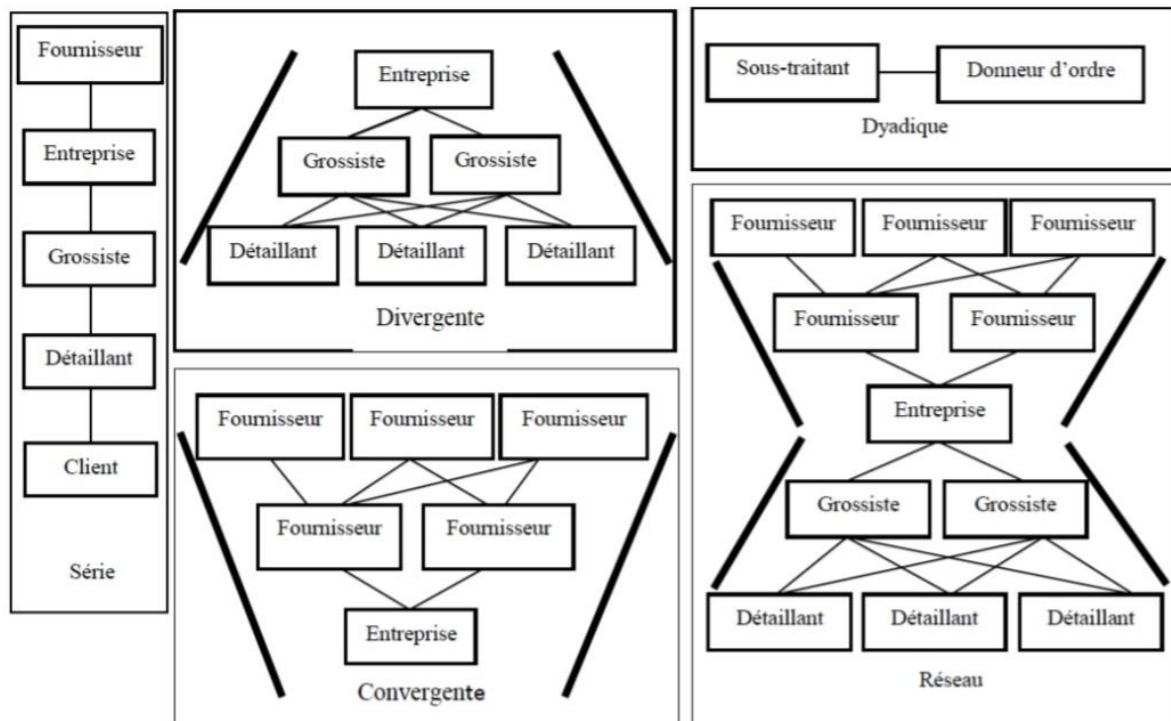 Fournisseur
Entreprise
Grossiste
Détaillant
Client
Série
Entreprise
Grossiste Grossiste
Détaillant Détaillant Détaillant
Divergente
Fournisseur Fournisseur Fournisseur
Fournisseur Fournisseur
Entreprise
Convergente
Sous-traitant Donneur d'ordre
Dyadique
Fournisseur Fournisseur Fournisseur
Fournisseur Fournisseur
Entreprise
Grossiste Grossiste
Détaillant Détaillant Détaillant
Réseau